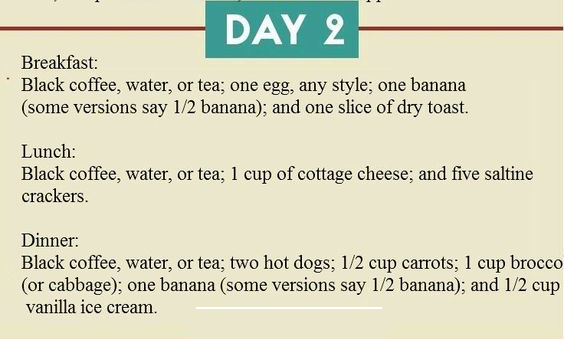 DAY 2
Breakfast:
Black coffee, water, or tea; one egg, any style; one banana
(some versions say 1/2 banana); and one slice of dry toast.
Lunch:
Black coffee, water, or tea; 1 cup of cottage cheese; and five saltine
crackers.
Dinner:
Black coffee, water, or tea; two hot dogs; 1/2 cup carrots; 1 cup brocco
(or cabbage); one banana (some versions say 1/2 banana); and 1/2 cup
vanilla ice cream.